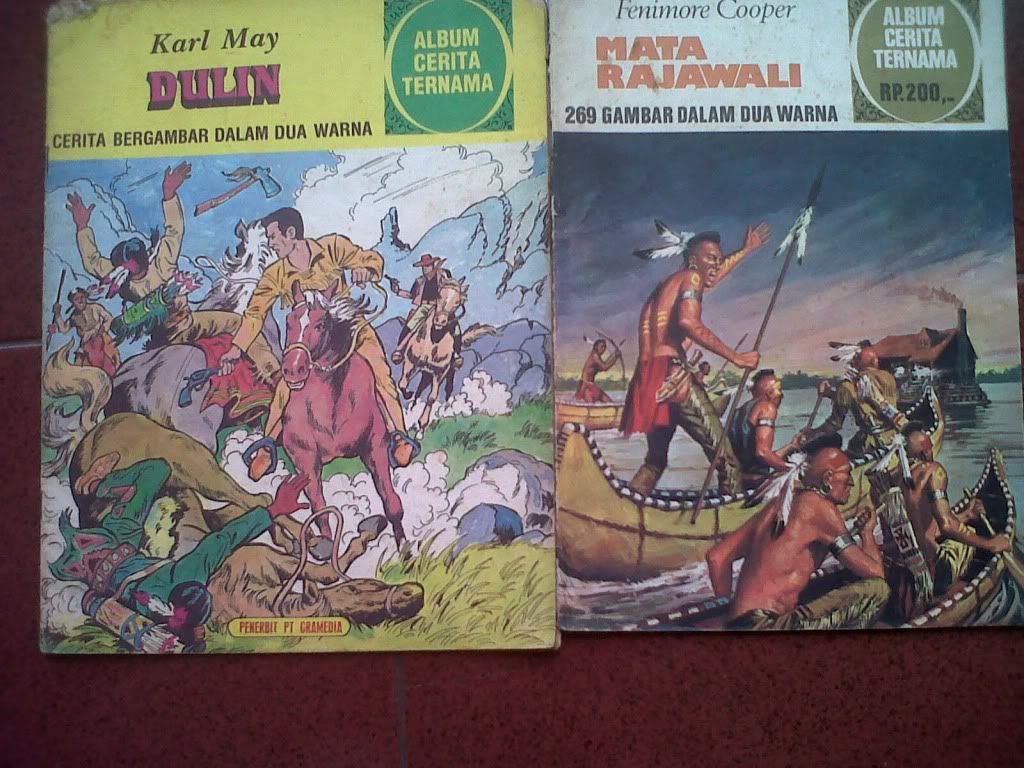 Karl May
DULIN
ALBUM
CERITA
TERNAMA
CERITA BERGAMBAR DALAM DUA WARNA
PENERBIT PT GRAMEDIA
Fenimore Cooper
MATA
RAJAWALI
ALBUM
CERITA
TERNAMA
RP.200,-
269 GAMBAR DALAM DUA WARNA